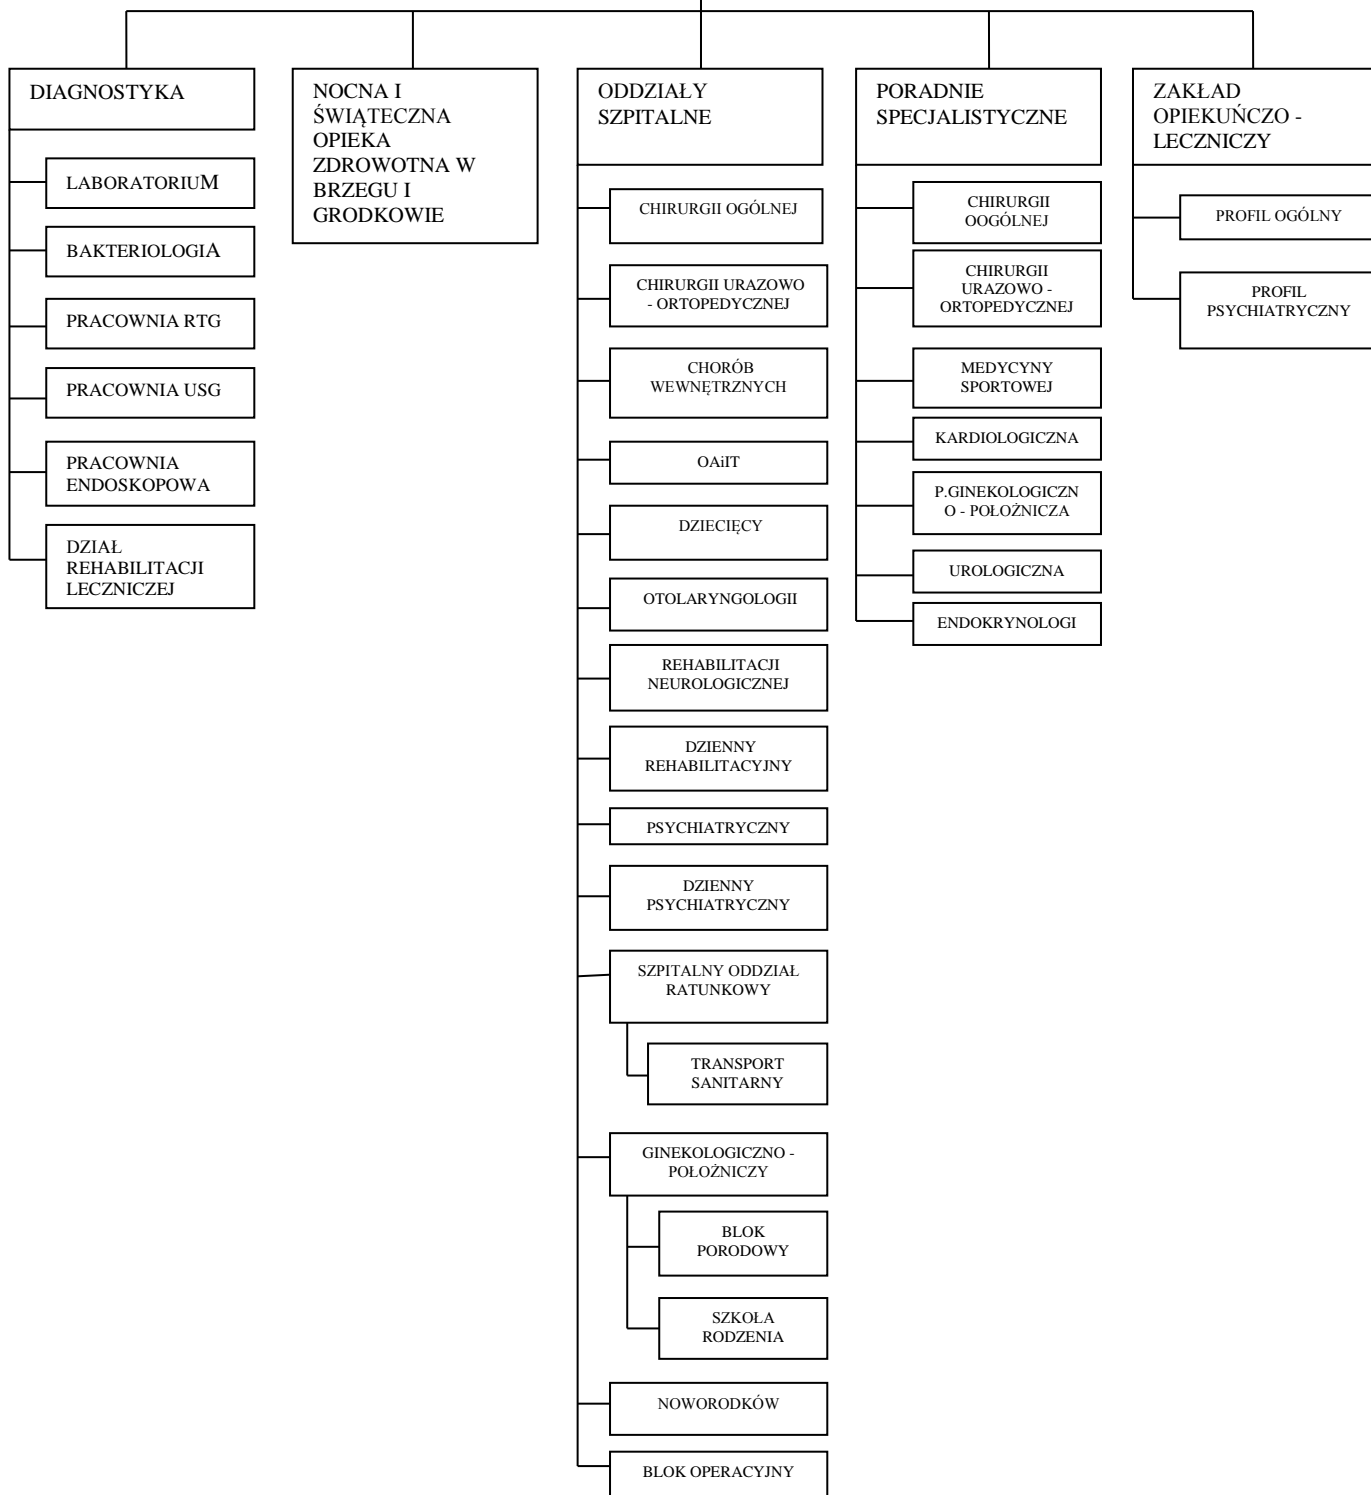 DIAGNOSTYKA
LABORATORIUM
BAKTERIOLOGIA
PRACOWNIA RTG
PRACOWNIA USG
PRACOWNIA
ENDOSKOPOWA
DZIAŁ
REHABILITACJI
LECZNICZEJ
NOCNA I
ŚWIĄTECZNA
OPIEKA
ZDROWOTNA W
BRZEGU I
GRODKOWIE
ODDZIAŁY
SZPITALNE
CHIRURGII OGÓLNEJ
CHIRURGII URAZOWO
- ORTOPEDYCZNEJ
CHORÓB
WEWNĘTRZNYCH
OAiIT
DZIECIĘCY
OTOLARYNGOLOGII
REHABILITACJI
NEUROLOGICZNEJ
DZIENNY
REHABILITACYJNY
PSYCHIATRYCZNY
DZIENNY
PSYCHIATRYCZNY
SZPITALNY ODDZIAŁ
RATUNKOWY
TRANSPORT
SANITARNY
GINEKOLOGICZNO -
POŁOŻNICZY
BLOK
PORODOWY
SZKOŁA
RODZENIA
NOWORODKÓW
BLOK OPERACYJNY
PORADNIE
SPECJALISTYCZNE
CHIRURGII
OOGÓLNEJ
CHIRURGII
URAZOWO -
ORTOPEDYCZNEJ
MEDYCYNY
SPORTOWEJ
KARDIOLOGICZNA
P.GINEKOLOGICZN
O - POŁOŻNICZA
UROLOGICZNA
ENDOKRYNOLOGI
ZAKŁAD
OPIEKUŃCZO -
LECZNICZY
PROFIL OGÓLNY
PROFIL
PSYCHIATRYCZNY